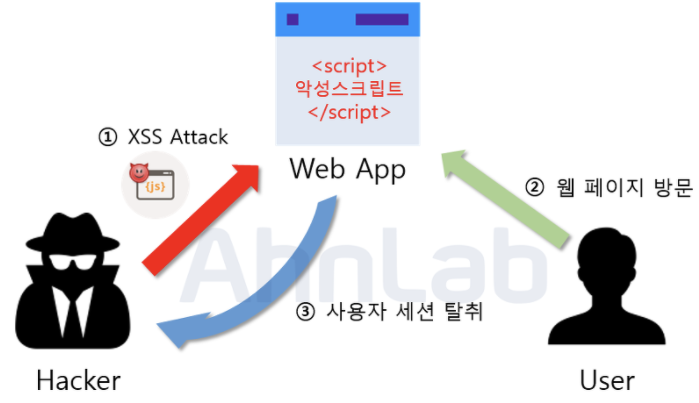 <script>
악성스크립트
</script>
① XSS Attack
{js}
Web App
② 웹 페이지 방문
AhnLab
③ 사용자 세션 탈취
Hacker
User